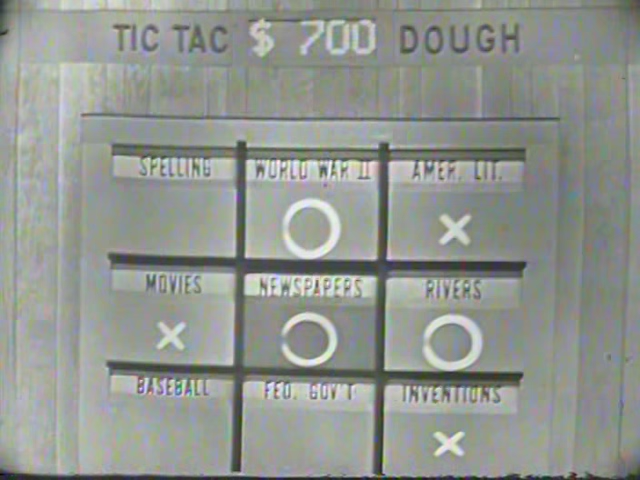 TIC TAC $ 700 DOUGH
SPELLING WORLD WAR II AMER. LIT.
O X
MOVIES NEWSPAPERS RIVERS
X O O
BASEBALL FED. GOV'T INVENTIONS
X